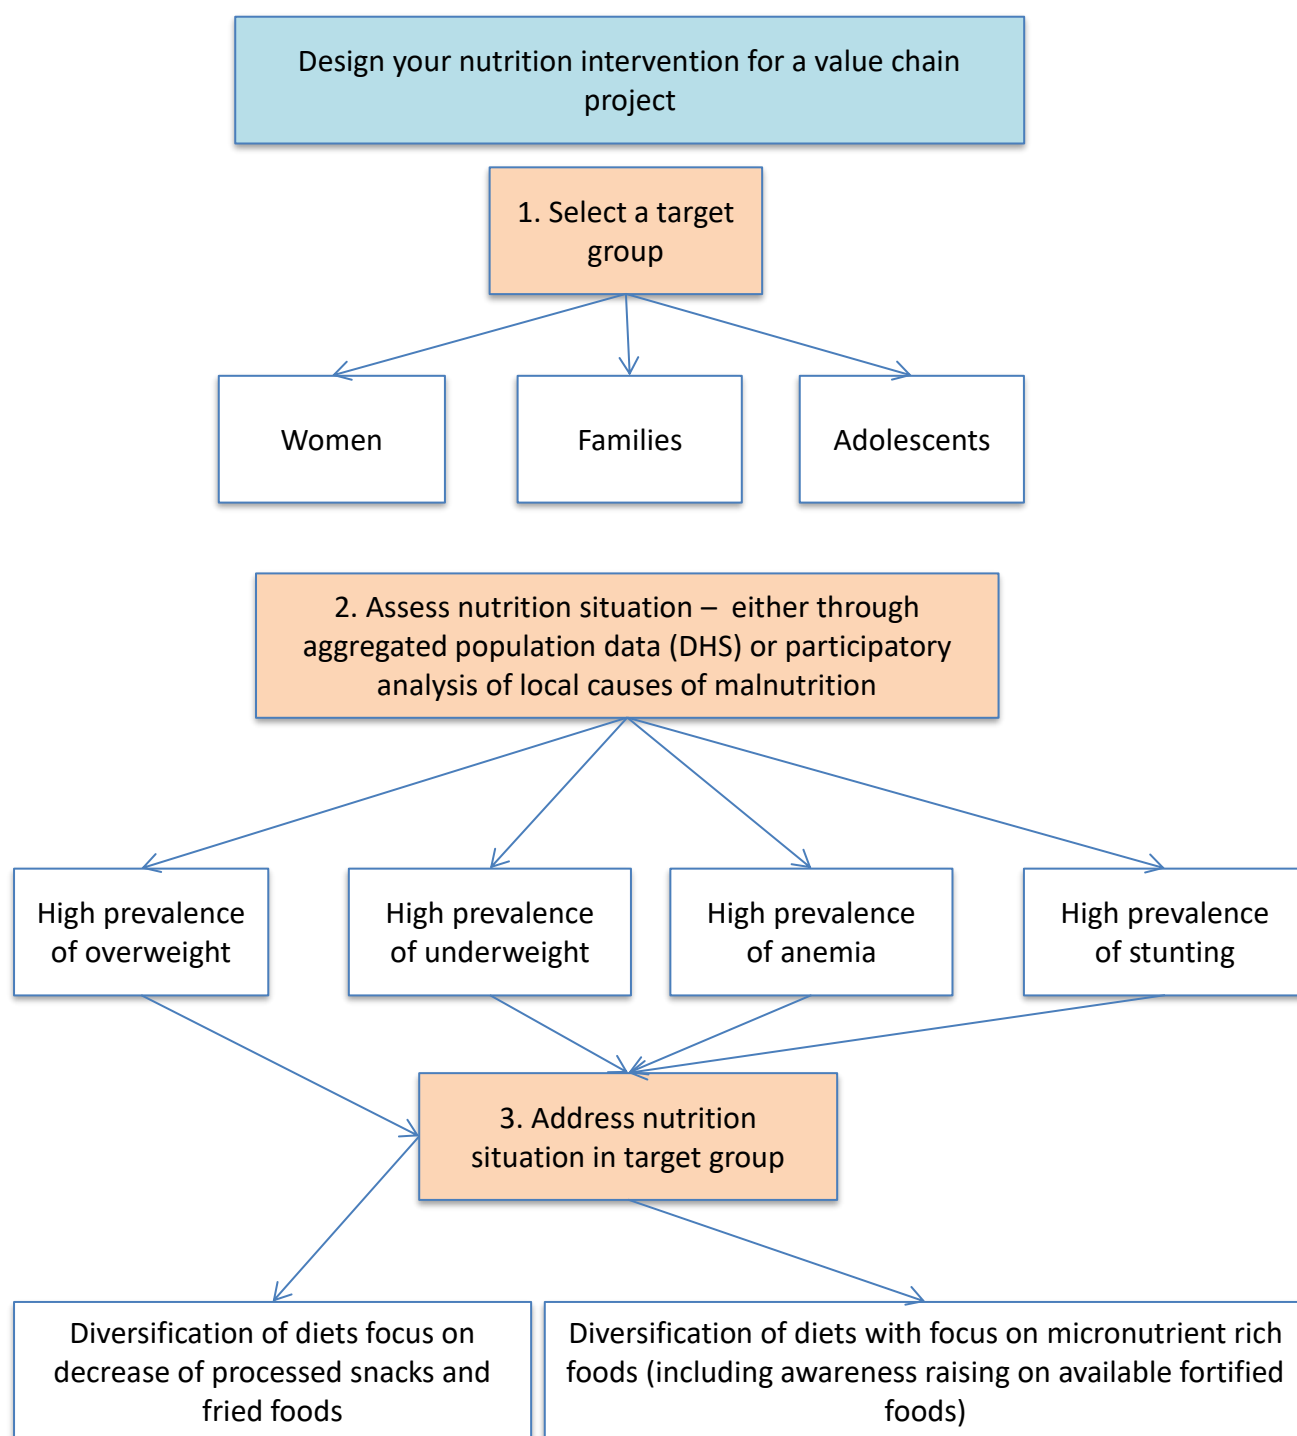 Design your nutrition intervention for a value chain
project
1. Select a target
group
Women
Families
Adolescents
2. Assess nutrition situation – either through
aggregated population data (DHS) or participatory
analysis of local causes of malnutrition
High prevalence
of overweight
High prevalence
of underweight
High prevalence
of anemia
High prevalence
of stunting
3. Address nutrition
situation in target group
Diversification of diets focus on
decrease of processed snacks and
fried foods
Diversification of diets with focus on micronutrient rich
foods (including awareness raising on available fortified
foods)